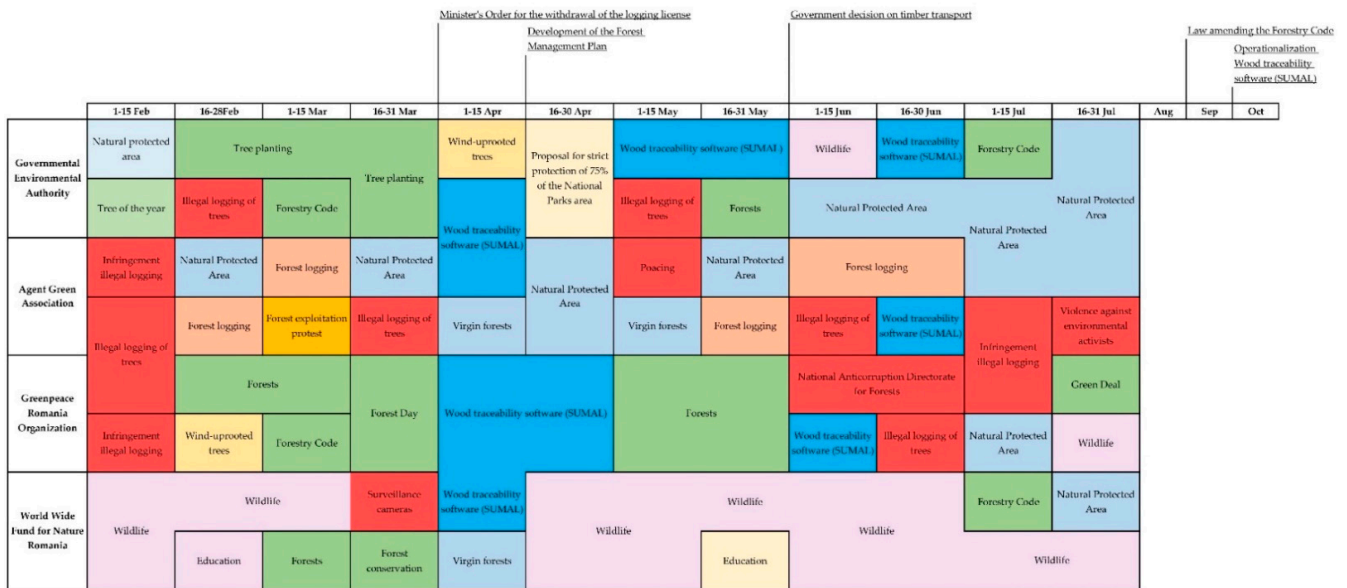 Minister's Order for the withdrawal of the logging license
Government decision on timber transport
Development of the Forest
Management Plan
Law amending the Forestry Code
Operationalization
Wood traceability
software (SUMAL)
1-15 Feb 16-28Feb 1-15 Mar 16-31 Mar 1-15 Apr 16-30 Apr 1-15 May 16-31 May 1-15 Jun 16-30 Jun 1-15 Jul 16-31 Jul Aug Sep Oct
Governmental
Environmental
Authority
Natural protected
area
Tree planting
Tree planting
Wind-uprooted
trees
Proposal for strict
protection of 75%
of the National
Parks area
Wood traceability software (SUMAL)
Wildlife
Wood traceability
software (SUMAL)
Forestry Code
Natural Protected
Area
Tree of the year
Illegal logging of
trees
Forestry Code
Wood traceability
software (SUMAL)
Illegal logging of
trees
Forests
Natural Protected Area
Natural Protected
Area
Agent Green
Association
Infringement
illegal logging
Natural Protected
Area
Forest logging
Natural Protected
Area
Natural Protected
Area
Poacing
Natural Protected
Area
Forest logging
Illegal logging of
trees
Forest logging
Forest exploitation
protest
Illegal logging of
trees
Virgin forests
Virgin forests
Forest logging
Illegal logging of
trees
Wood traceability
software (SUMAL)
Infringement
illegal logging
Violence against
environmental
activists
Greenpeace
Romania
Organization
Forests
Forest Day
Wood traceability software (SUMAL)
Forests
National Anticorruption Directorate
for Forests
Green Deal
Infringement
illegal logging
Wind-uprooted
trees
Forestry Code
Wood traceability
software (SUMAL)
Illegal logging of
trees
Natural Protected
Area
Wildlife
World Wide
Fund for Nature
Romania
Wildlife
Wildlife
Surveillance
cameras
Wood traceability
software (SUMAL)
Wildlife
Wildlife
Wildlife
Forestry Code
Natural Protected
Area
Education
Forests
Forest
conservation
Virgin forests
Education
Wildlife